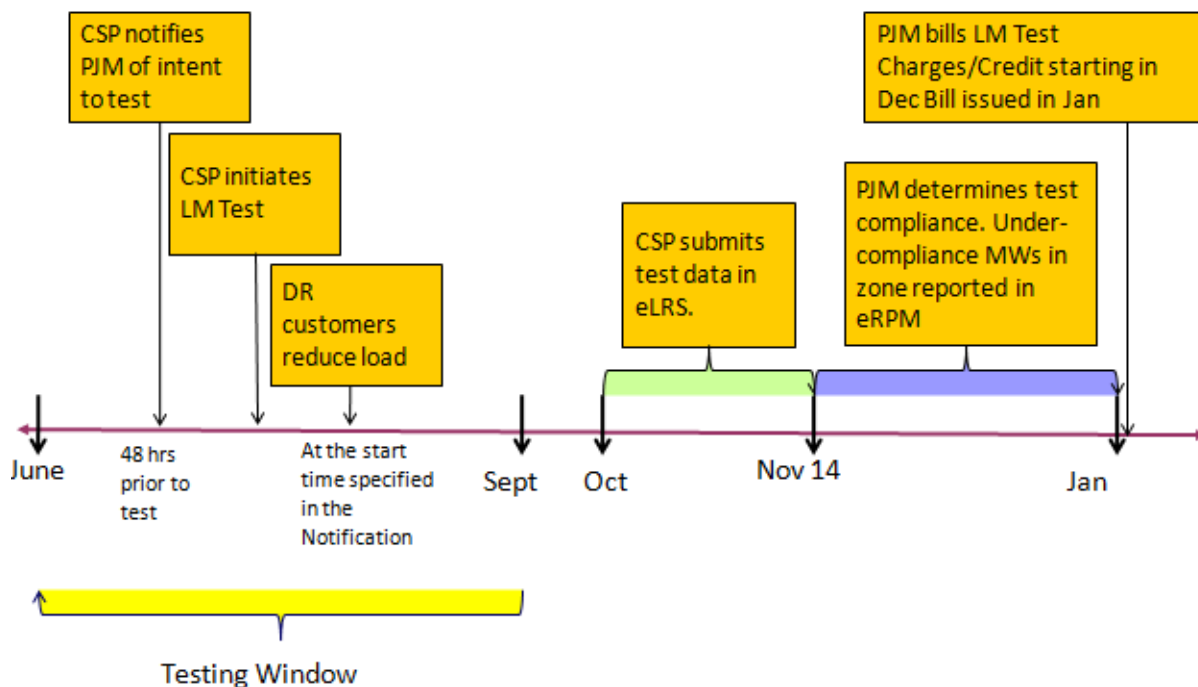 CSP notifies
PJM of intent
to test
PJM bills LM Test
Charges/Credit starting in
Dec Bill issued in Jan
CSP initiates
LM Test
PJM determines test
compliance. Under-
compliance MWs in
zone reported in
eRPM
CSP submits
test data in
eLRS.
DR
customers
reduce load
June
48 hrs
prior to
test
At the start
time specified
in the
Notification
Sept
Oct
Nov 14
Jan
Testing Window